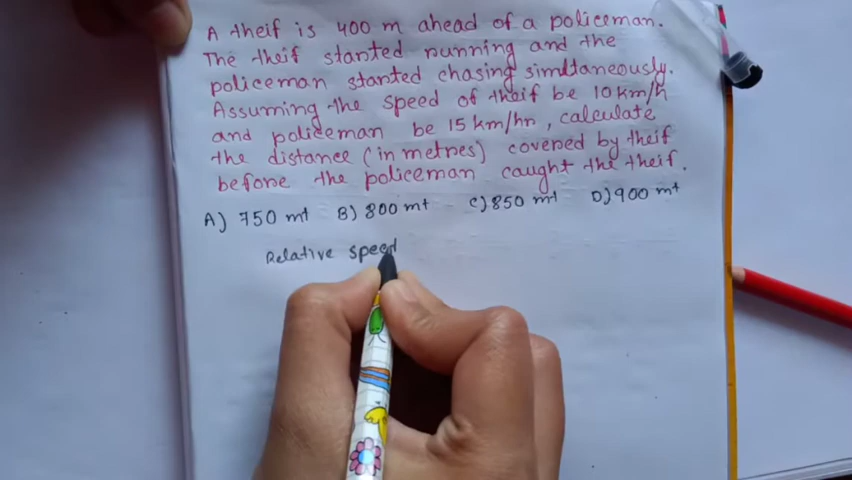 A theif is 400 m ahead of a policeman.
The theif started running and the
policeman started chasing simltaneously.
Assuming the speed of theif be 10 km/h
and policeman be 15 km/hr, calculate
the distance (in metres) covered by theif
before the policeman caught the theif.
A) 750 mt B) 800 mt C) 850 mt D) 900 mt
Relative speed